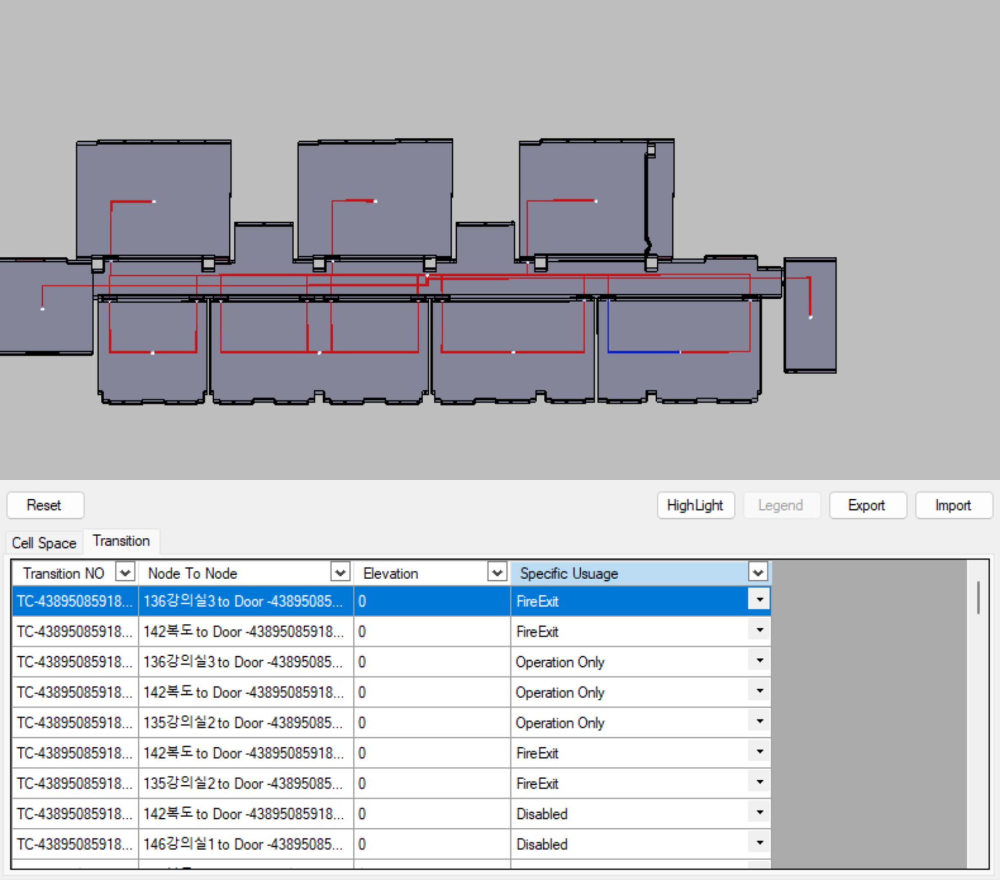 Reset HighLight Legend Export Import
Cell Space Transition
Transition NO Node To Node Elevation Specific Usuage
TC-43895085918... 136강의실3 to Door -43895085... 0 FireExit
TC-43895085918... 142복도 to Door -43895085918... 0 FireExit
TC-43895085918... 136강의실3 to Door -43895085... 0 Operation Only
TC-43895085918... 142복도 to Door -43895085918... 0 Operation Only
TC-43895085918... 135강의실2 to Door -43895085... 0 Operation Only
TC-43895085918... 142복도 to Door -43895085918... 0 FireExit
TC-43895085918... 135강의실2 to Door -43895085... 0 FireExit
TC-43895085918... 142복도 to Door -43895085918... 0 Disabled
TC-43895085918... 146강의실1 to Door -43895085... 0 Disabled